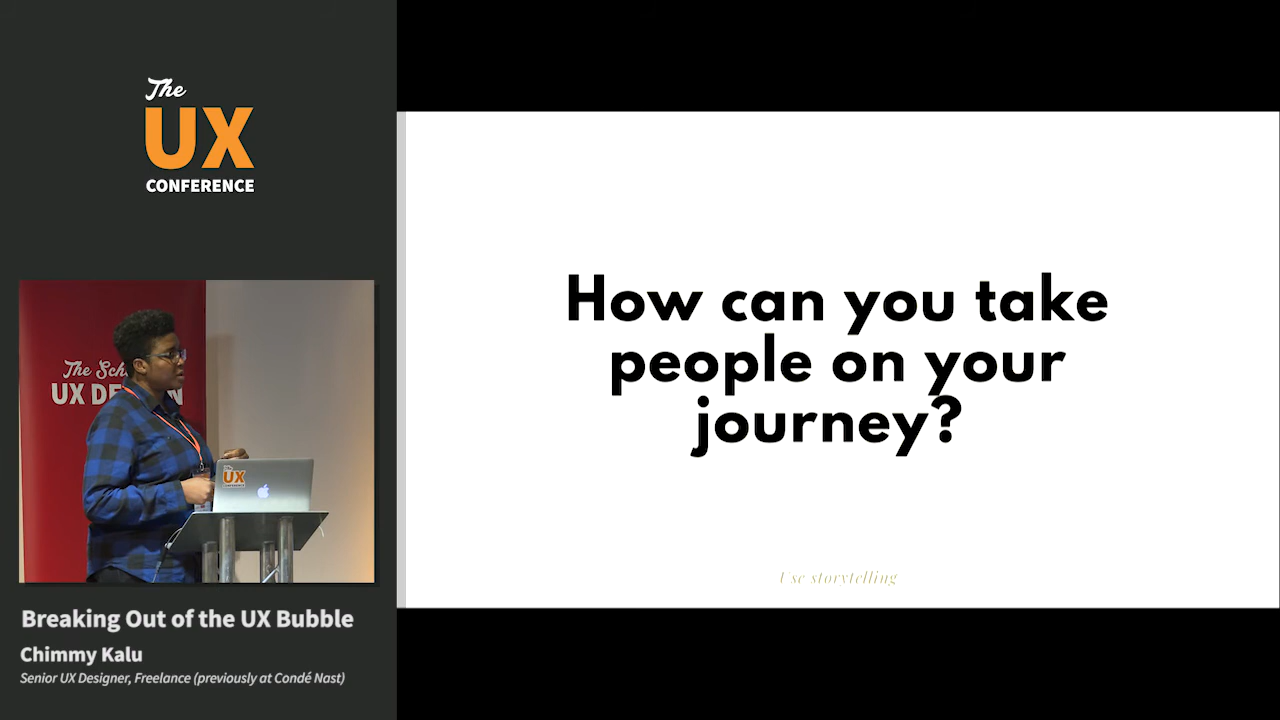 The
UX
CONFERENCE
The Sch
UX DE N
UX
Breaking Out of the UX Bubble
Chimmy Kalu
Senior UX Designer, Freelance (previously at Condé Nast)
How can you take
people on your
journey?
Use storytelling